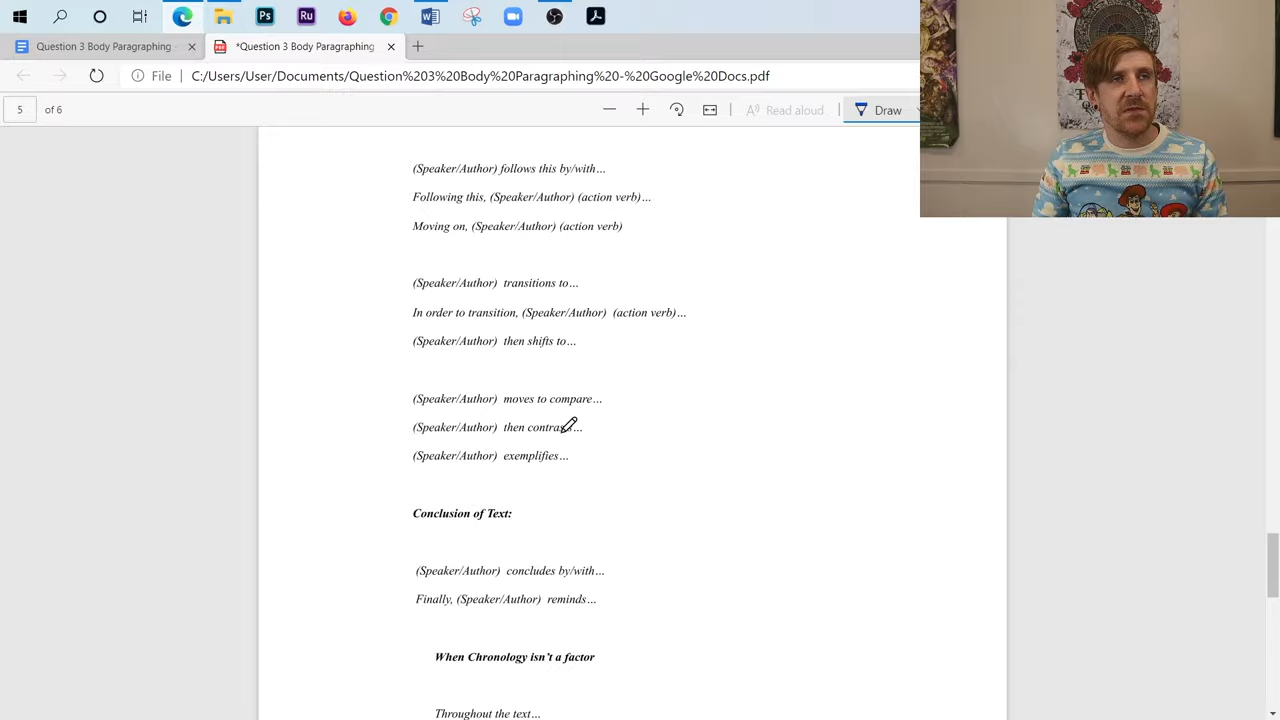 Ps
Ru
Question 3 Body Paragraphing
*Question 3 Body Paragraphing
File
C:/Users/User/Documents/Question%203%20Body%20Paragraphing%20-%20Google%20Docs.pdf
5 of 6
Read aloud
Draw
(Speaker/Author) follows this by/with…
Following this, (Speaker/Author) (action verb)…
Moving on, (Speaker/Author) (action verb)
(Speaker/Author) transitions to…
In order to transition, (Speaker/Author) (action verb)…
(Speaker/Author) then shifts to…
(Speaker/Author) moves to compare…
(Speaker/Author) then …
(Speaker/Author) exemplifies…
Conclusion of Text:
(Speaker/Author) concludes by/with…
Finally, (Speaker/Author) reminds…
When Chronology isn't a factor
Throughout the text…